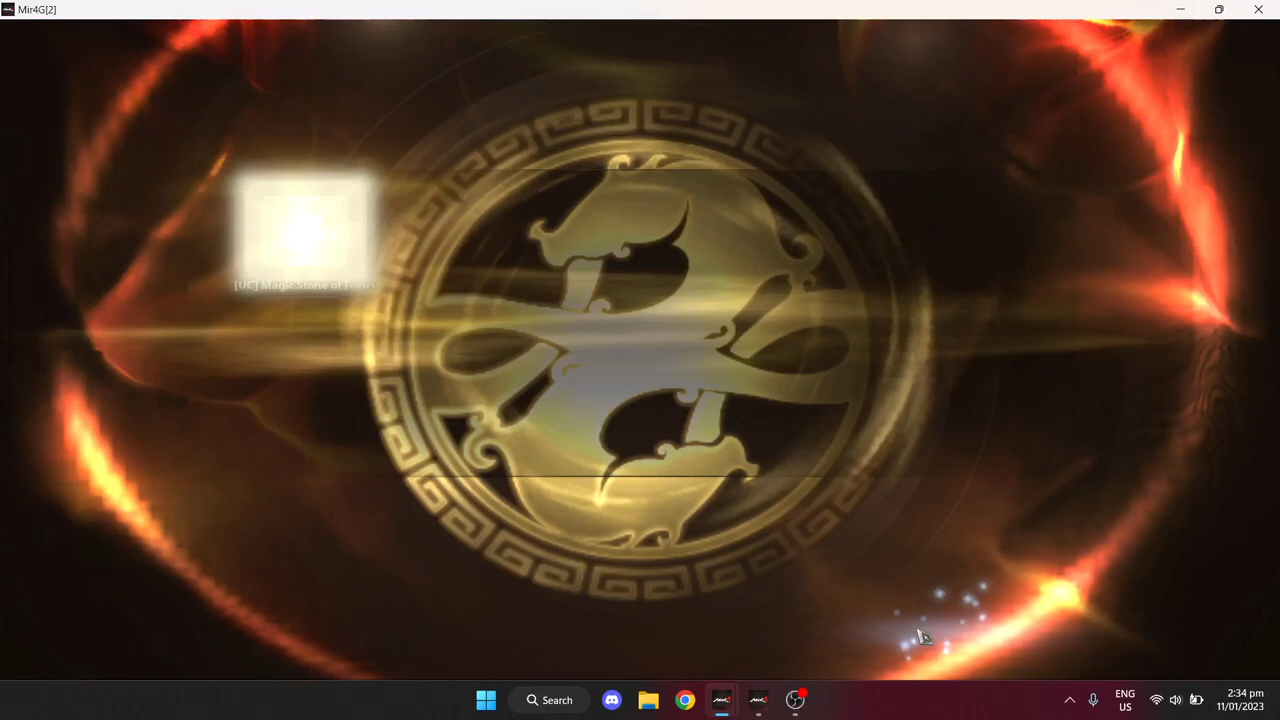 Mir4G[2]
[UC] Magic Stone of Focus
Search
ENG
US
2:34 pm
11/01/2023